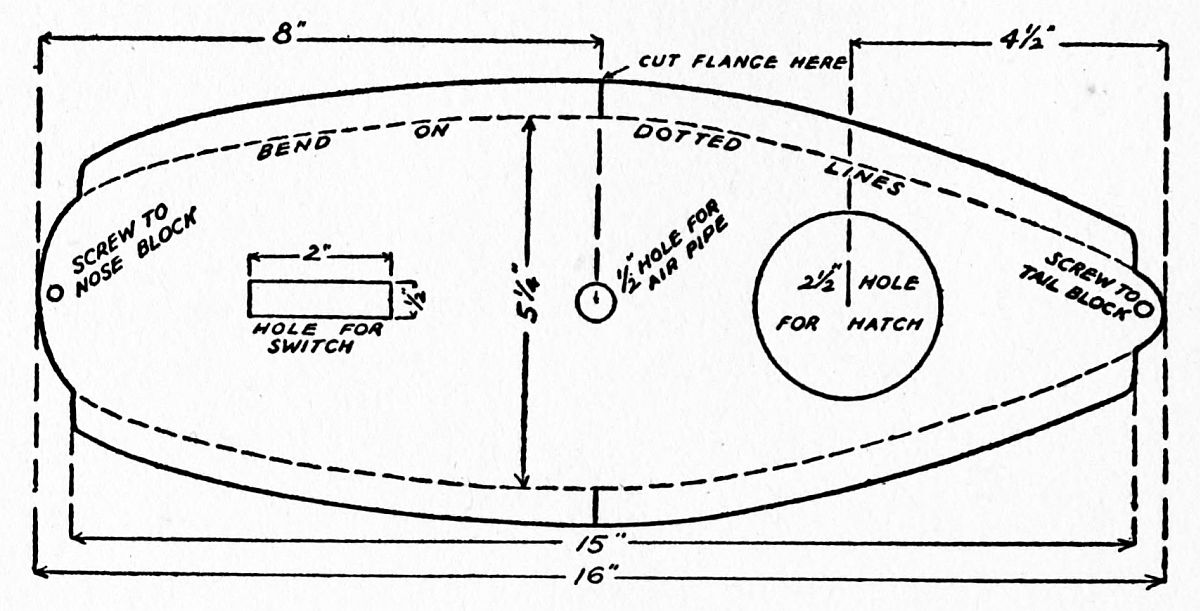 8"
4½"
CUT FLANGE HERE
BEND ON DOTTED LINES
SCREW TO
NOSE BLOCK
2"
½"
HOLE FOR
SWITCH
5¼"
½" HOLE FOR
AIR PIPE
2½" HOLE
FOR HATCH
SCREW TO
TAIL BLOCK
15"
16"